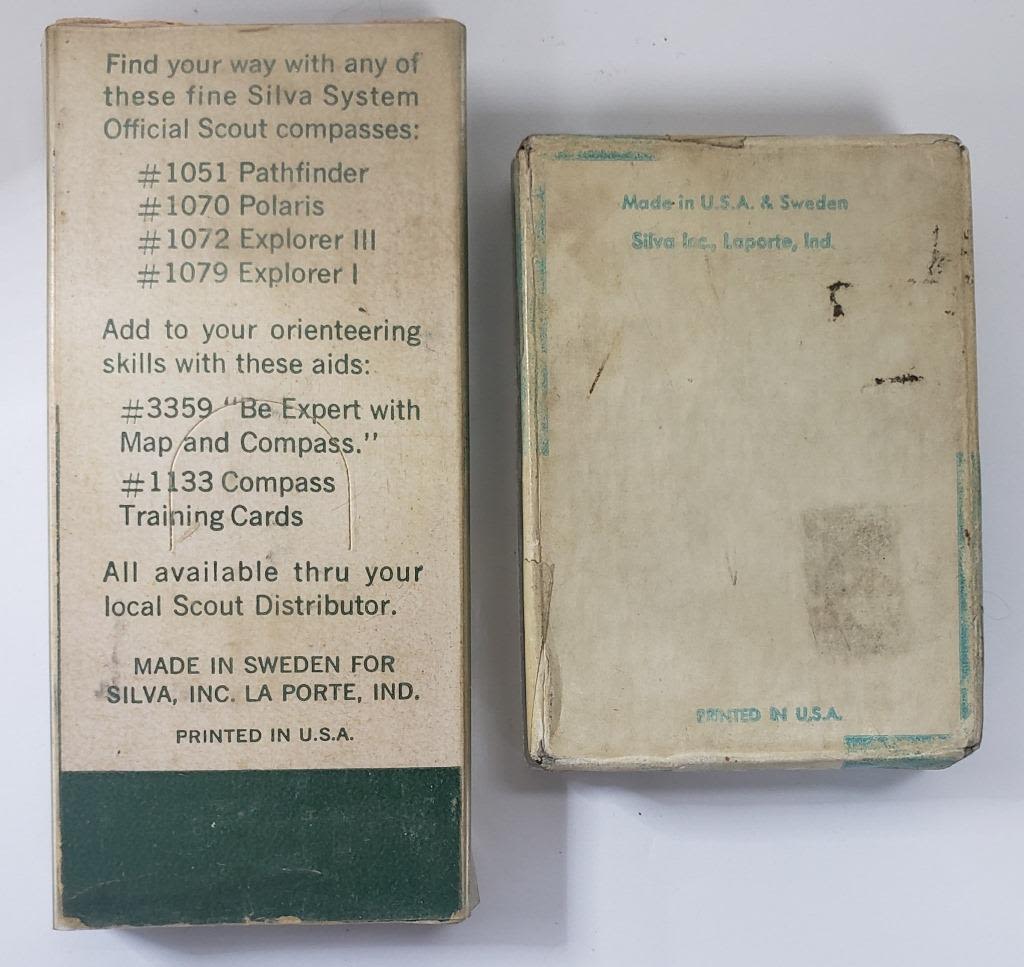 Find your way with any of
these fine Silva System
Official Scout compasses:
#1051 Pathfinder
#1070 Polaris
#1072 Explorer III
#1079 Explorer I
Add to your orienteering
skills with these aids:
#3359 "Be Expert with
Map and Compass."
#1133 Compass
Training Cards
All available thru your
local Scout Distributor.
MADE IN SWEDEN FOR
SILVA, INC. LA PORTE, IND.
PRINTED IN U.S.A.
Made in U.S.A. & Sweden
Silva Inc., Laporte, Ind.
PRINTED IN U.S.A.